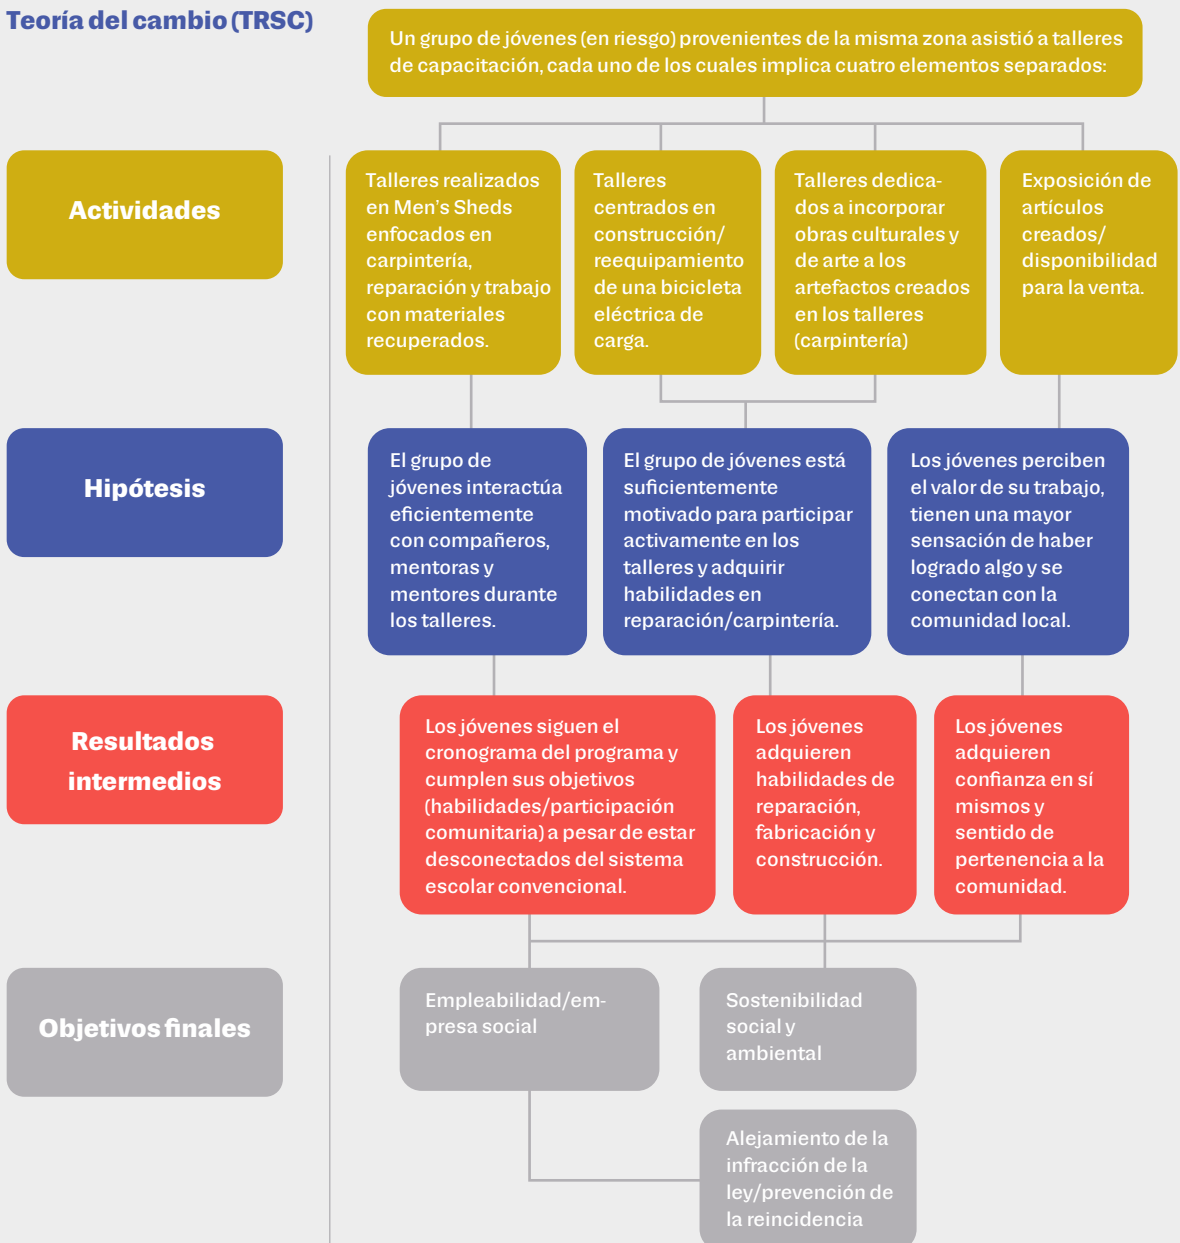 Teoría del cambio (TRSC)
Un grupo de jóvenes (en riesgo) provenientes de la misma zona asistió a talleres
de capacitación, cada uno de los cuales implica cuatro elementos separados:
Actividades
Talleres realizados
en Men’s Sheds
enfocados en
carpintería,
reparación y trabajo
con materiales
recuperados.
Talleres
centrados en
construcción/
reequipamiento
de una bicicleta
eléctrica de
carga.
Talleres dedica-
dos a incorporar
obras culturales y
de arte a los
artefactos creados
en los talleres
(carpintería)
Exposición de
artículos
creados/
disponibilidad
para la venta.
Hipótesis
El grupo de
jóvenes interactúa
eficientemente
con compañeros,
mentoras y
mentores durante
los talleres.
El grupo de jóvenes está
suficientemente
motivado para participar
activamente en los
talleres y adquirir
habilidades en
reparación/carpintería.
Los jóvenes perciben
el valor de su trabajo,
tienen una mayor
sensación de haber
logrado algo y se
conectan con la
comunidad local.
Resultados
intermedios
Los jóvenes siguen el
cronograma del programa y
cumplen sus objetivos
(habilidades/participación
comunitaria) a pesar de estar
desconectados del sistema
escolar convencional.
Los jóvenes
adquieren
habilidades de
reparación,
fabricación y
construcción.
Los jóvenes
adquieren
confianza en sí
mismos y
sentido de
pertenencia a la
comunidad.
Objetivos finales
Empleabilidad/em-
presa social
Sostenibilidad
social y
ambiental
Alejamiento de la
infracción de la
ley/prevención de
la reincidencia